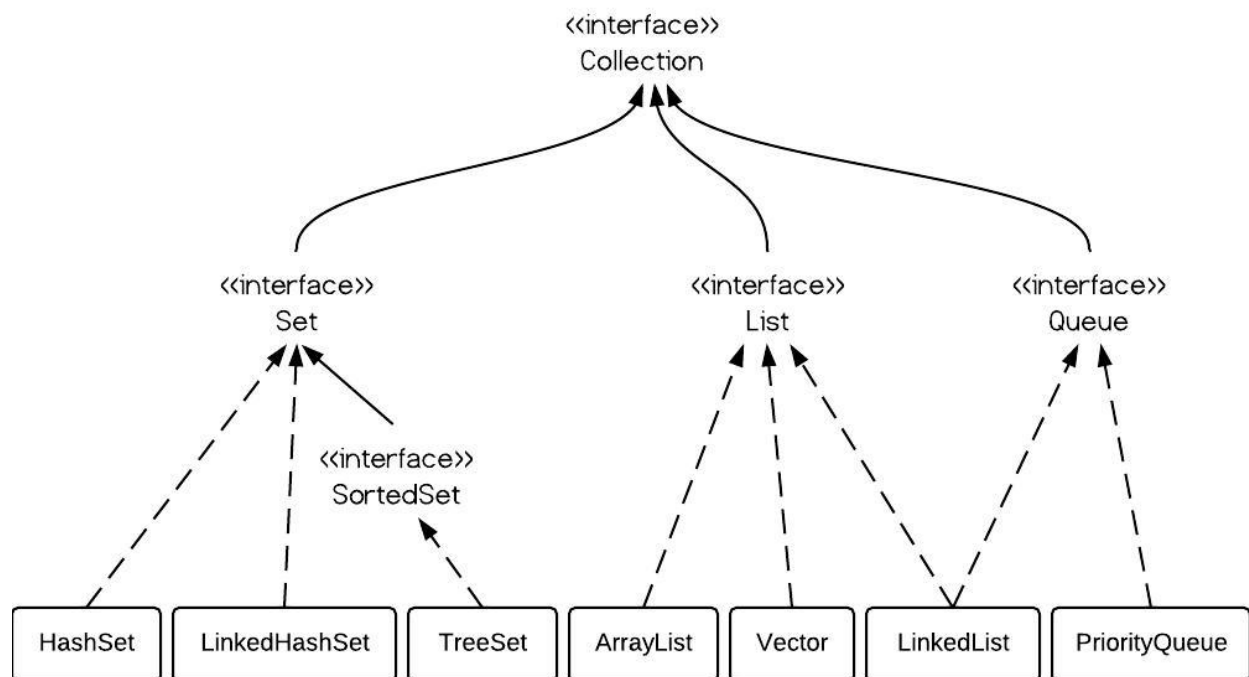 <<interface>>
Collection
<<interface>>
Set
<<interface>>
List
<<interface>>
Queue
<<interface>>
SortedSet
HashSet
LinkedHashSet
TreeSet
ArrayList
Vector
LinkedList
PriorityQueue